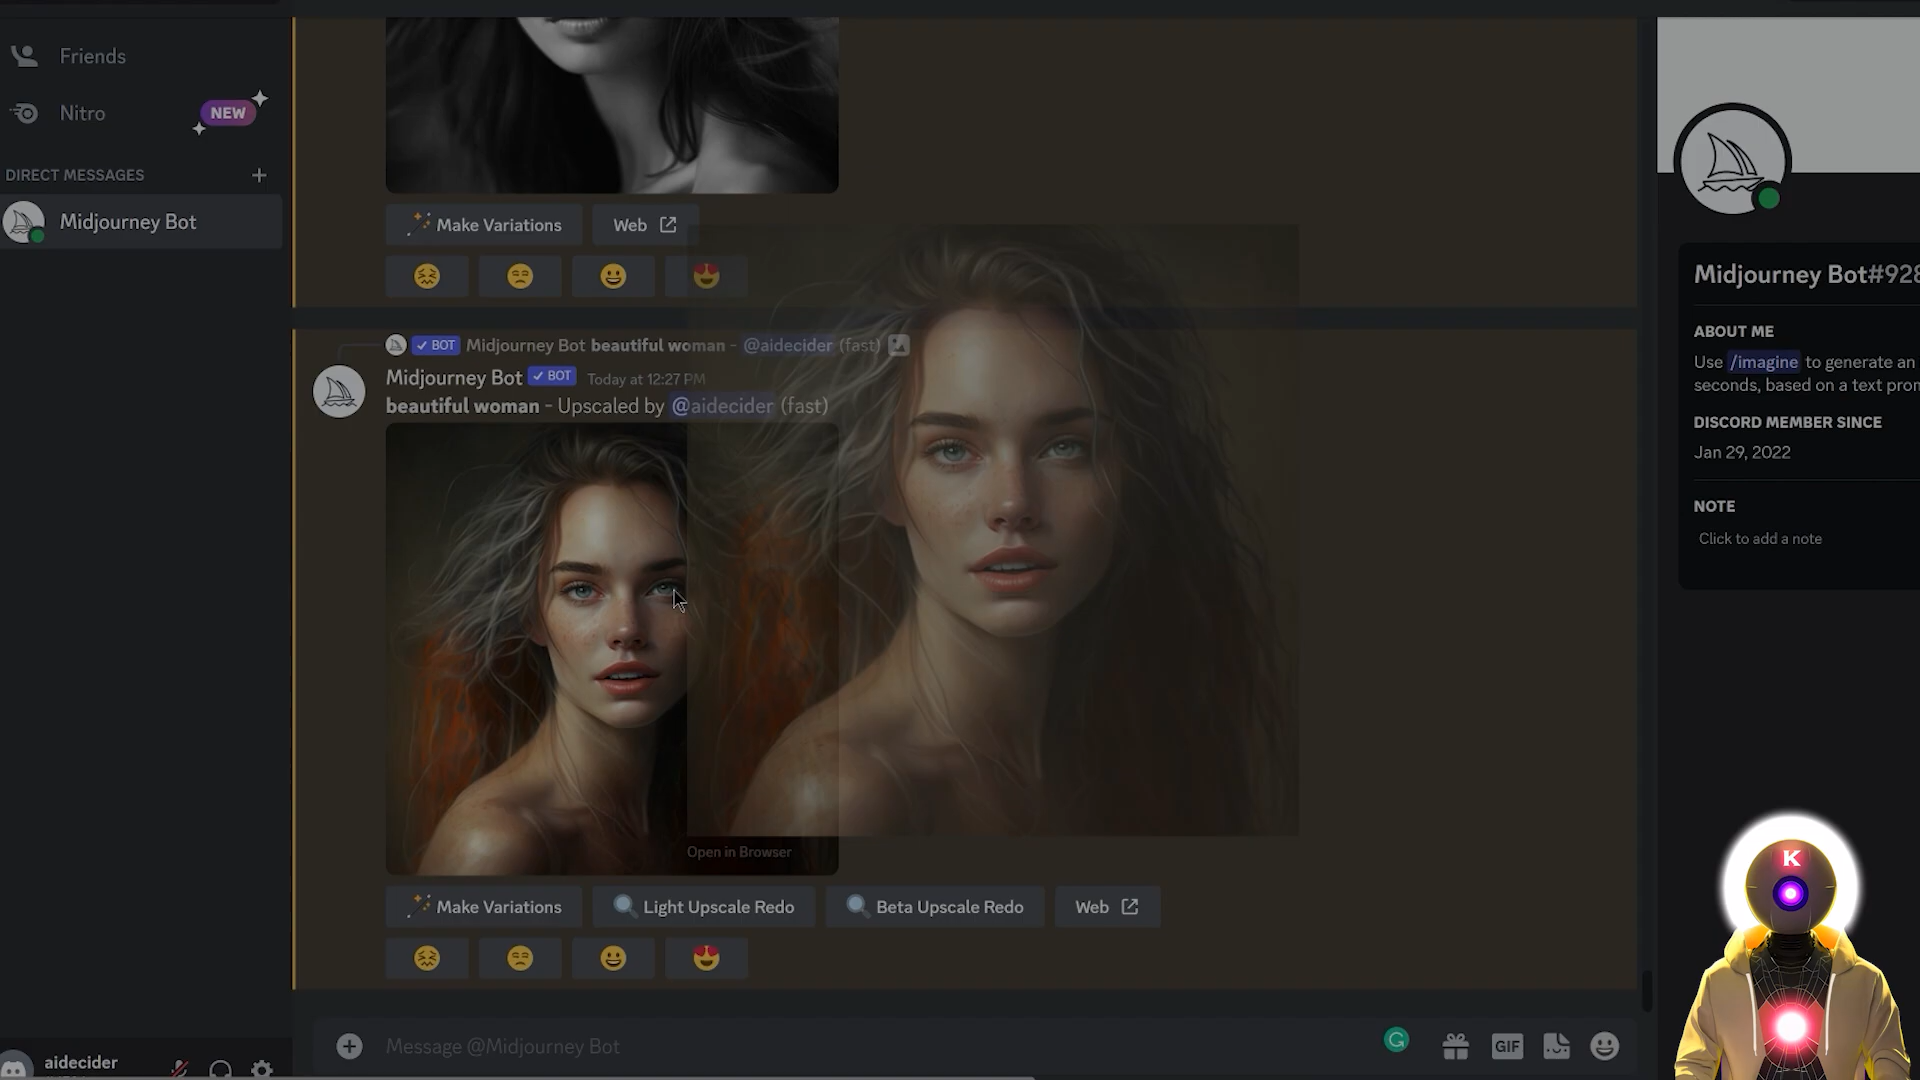 Friends
Nitro
NEW
DIRECT MESSAGES
Midjourney Bot
Make Variations
Web
BOT Midjourney Bot beautiful woman - @aidecider (fast)
Midjourney Bot BOT Today at 12:27 PM
beautiful woman - Upscaled by @aidecider (fast)
Open in Browser
Make Variations
Light Upscale Redo
Beta Upscale Redo
Web
Message @Midjourney Bot
G
GIF
aidecider
Midjourney Bot#928
ABOUT ME
Use /imagine to generate an
seconds, based on a text pron
DISCORD MEMBER SINCE
Jan 29, 2022
NOTE
Click to add a note
K